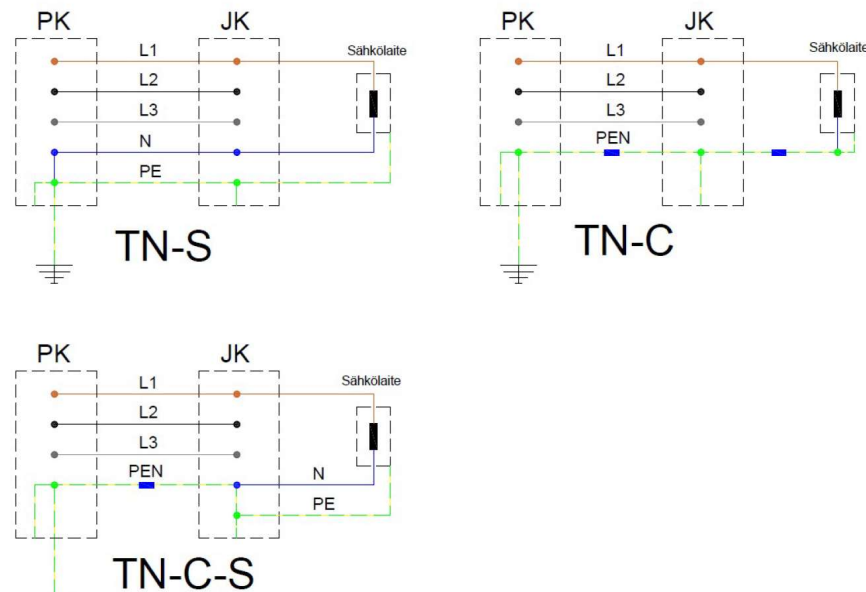 PK JK
L1
L2
L3
N
PE
Sähkölaite
TN-S
PK JK
L1
L2
L3
PEN
Sähkölaite
TN-C
PK JK
L1
L2
L3
PEN
Sähkölaite
N
PE
TN-C-S